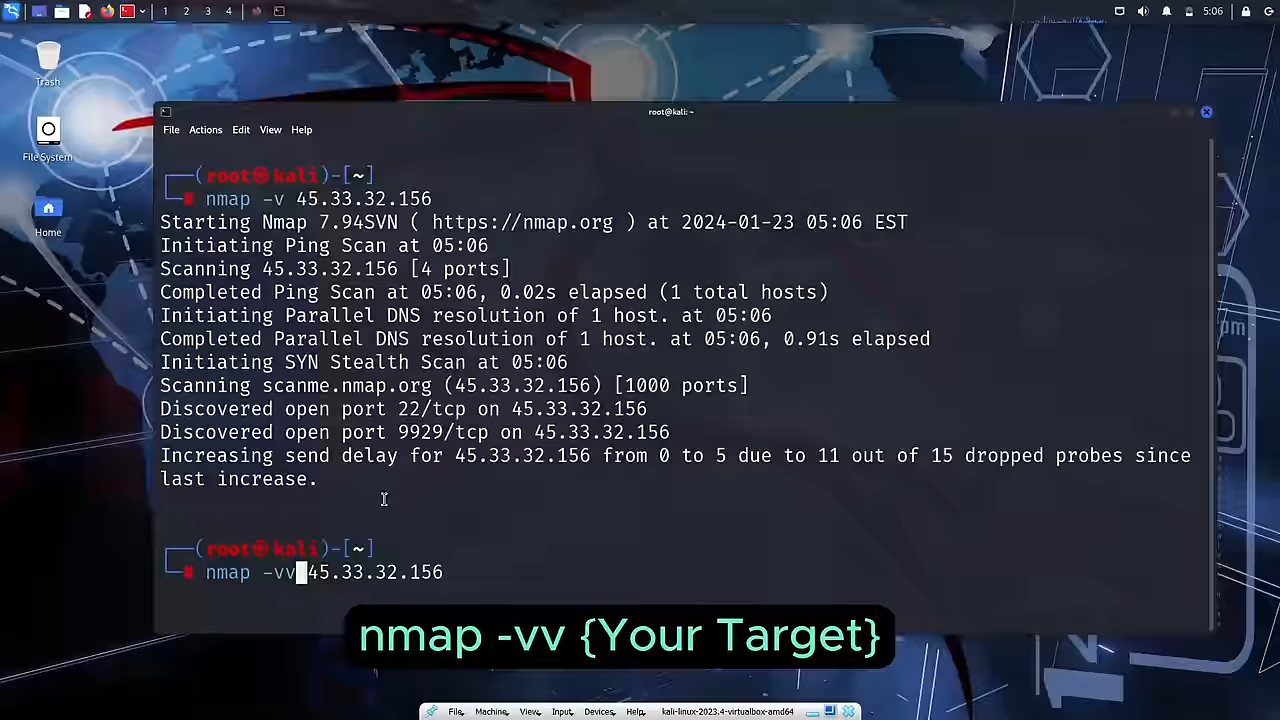 1 2 3 4
5:06
Trash
File System
Home
root@kali: ~
File Actions Edit View Help
(root㉿kali)-[~]
# nmap -v 45.33.32.156
Starting Nmap 7.94SVN ( https://nmap.org ) at 2024-01-23 05:06 EST
Initiating Ping Scan at 05:06
Scanning 45.33.32.156 [4 ports]
Completed Ping Scan at 05:06, 0.02s elapsed (1 total hosts)
Initiating Parallel DNS resolution of 1 host. at 05:06
Completed Parallel DNS resolution of 1 host. at 05:06, 0.91s elapsed
Initiating SYN Stealth Scan at 05:06
Scanning scanme.nmap.org (45.33.32.156) [1000 ports]
Discovered open port 22/tcp on 45.33.32.156
Discovered open port 9929/tcp on 45.33.32.156
Increasing send delay for 45.33.32.156 from 0 to 5 due to 11 out of 15 dropped probes since
last increase.
(root㉿kali)-[~]
# nmap -vv 45.33.32.156
nmap -vv {Your Target}
File Machine View Input Devices Help kali-linux-2023.4-virtualbox-amd64